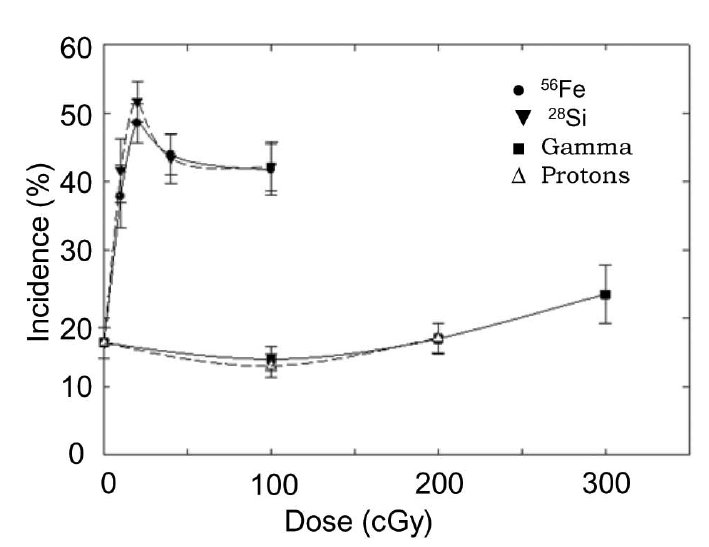 60
50
40
30
20
10
0
Incidence (%)
⁵⁶Fe
²⁸Si
Gamma
Protons
0 100 200 300
Dose (cGy)